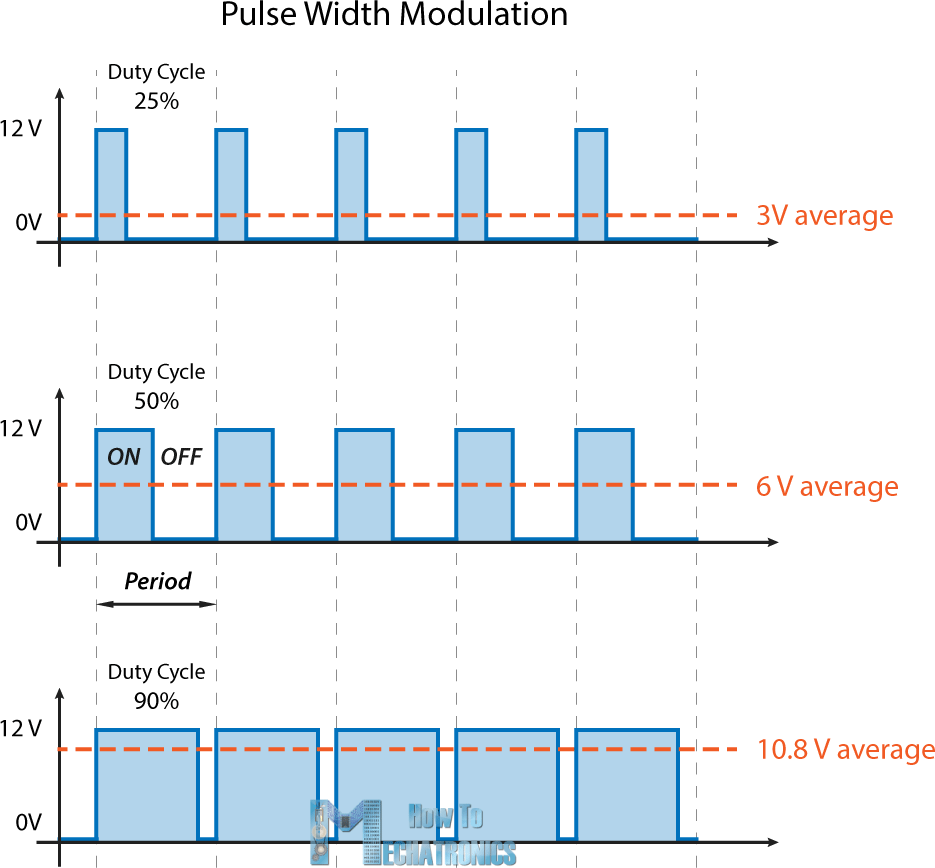 Pulse Width Modulation
Duty Cycle
25%
12 V
0V
3V average
Duty Cycle
50%
12 V
ON OFF
6 V average
0V
Period
Duty Cycle
90%
12 V
10.8 V average
0V
How To
MECHATRONICS